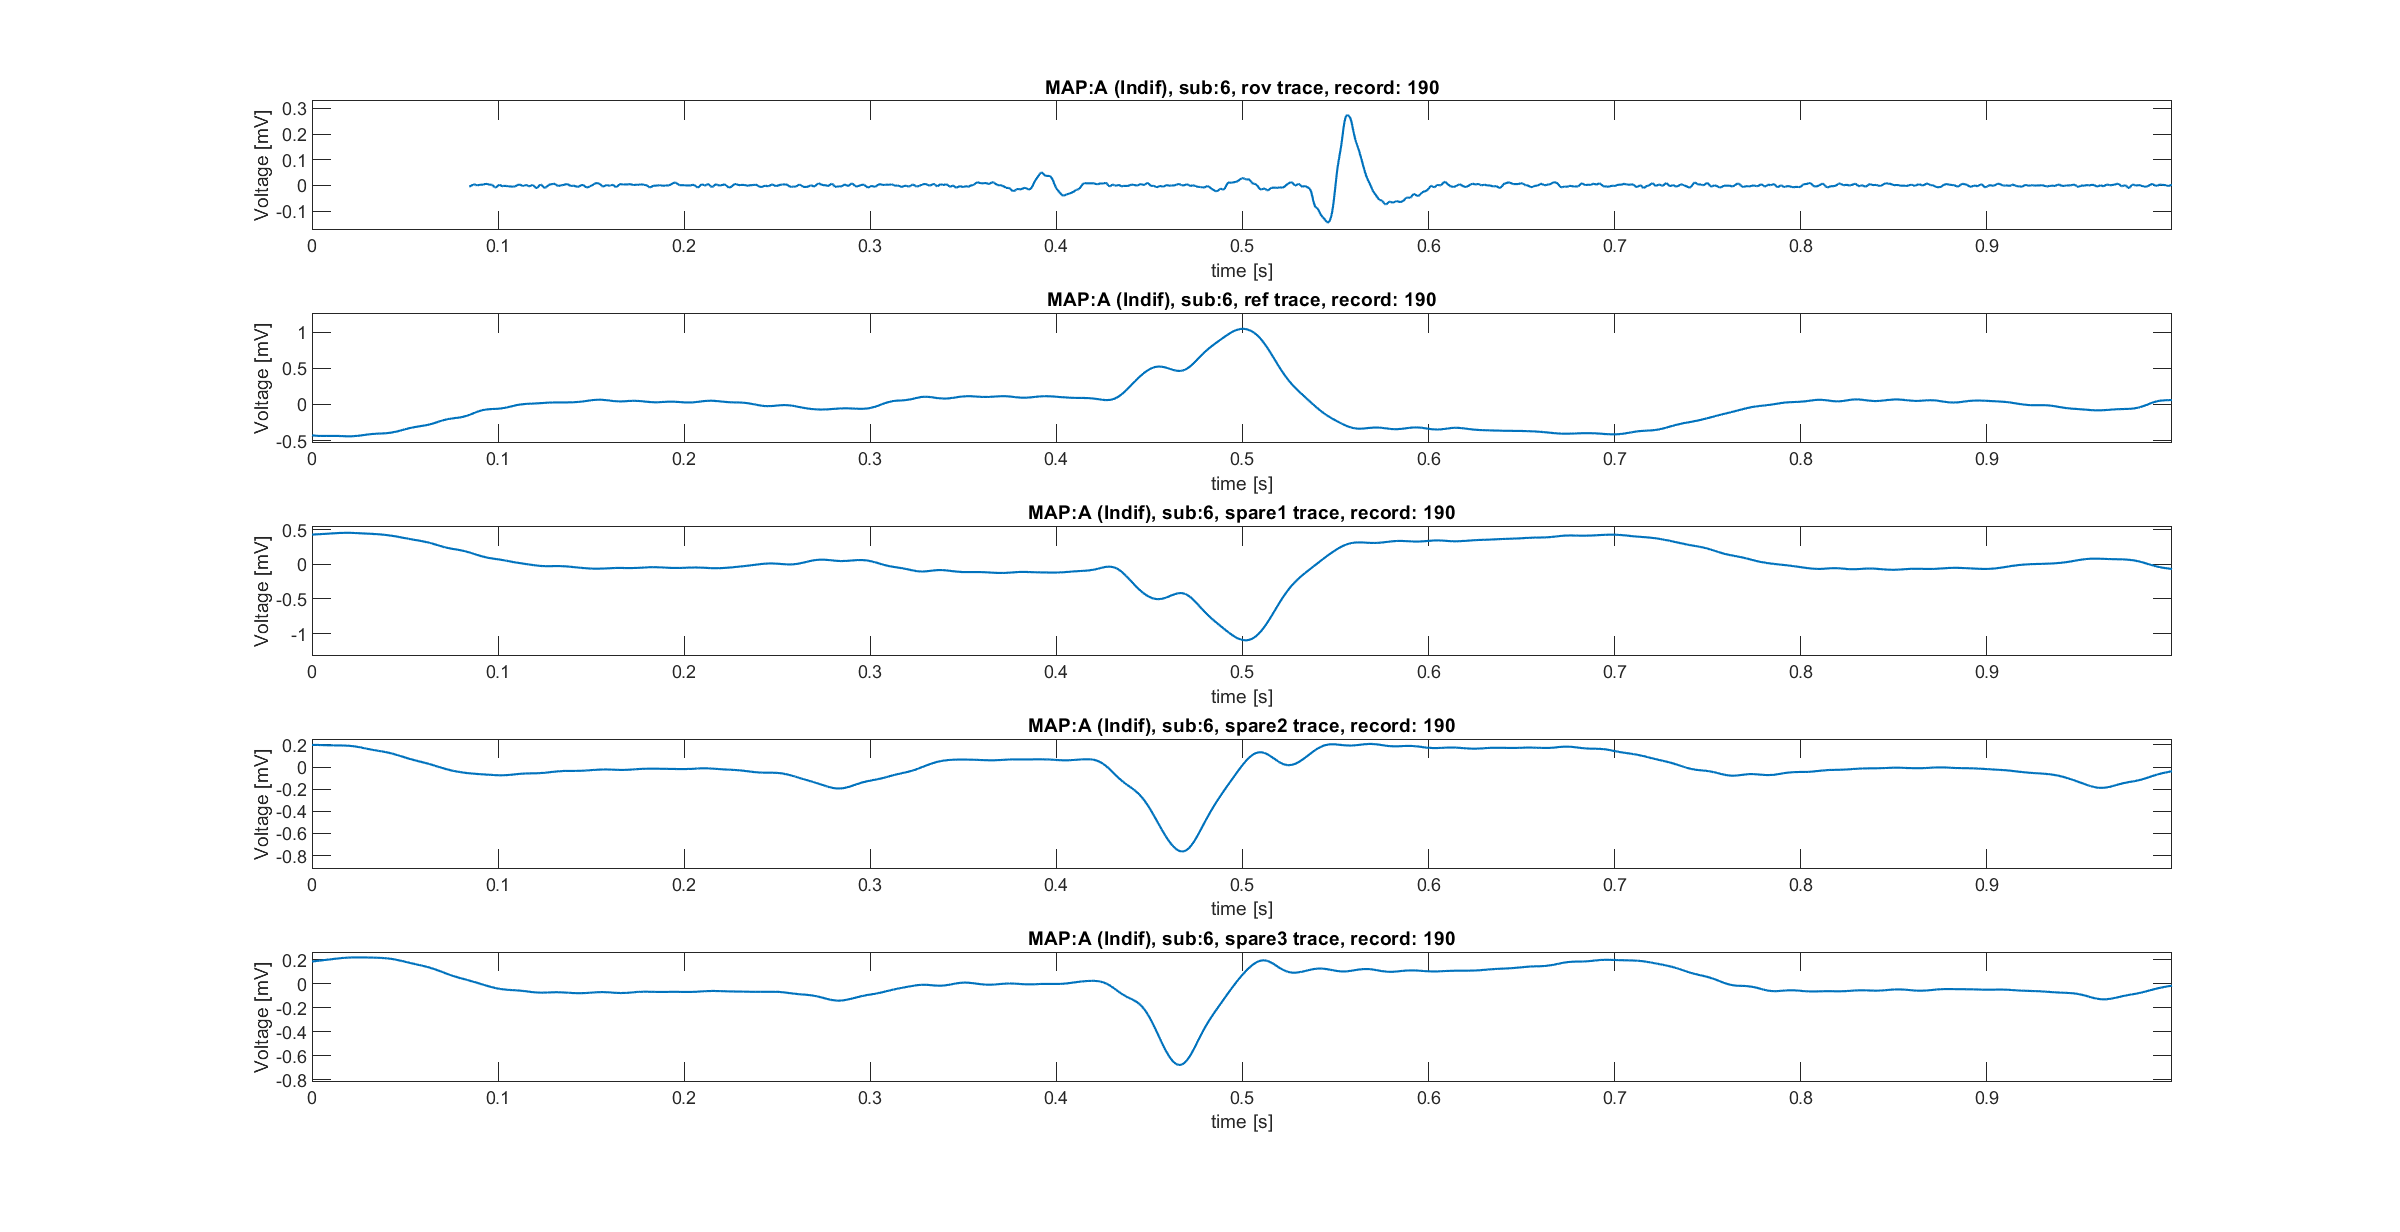 MAP:A (Indif), sub:6, rov trace, record: 190
Voltage [mV]
0.3
0.2
0.1
0
-0.1
0 0.1 0.2 0.3 0.4 0.5 0.6 0.7 0.8 0.9
time [s]
MAP:A (Indif), sub:6, ref trace, record: 190
Voltage [mV]
1
0.5
0
-0.5
0 0.1 0.2 0.3 0.4 0.5 0.6 0.7 0.8 0.9
time [s]
MAP:A (Indif), sub:6, spare1 trace, record: 190
Voltage [mV]
0.5
0
-0.5
-1
0 0.1 0.2 0.3 0.4 0.5 0.6 0.7 0.8 0.9
time [s]
MAP:A (Indif), sub:6, spare2 trace, record: 190
Voltage [mV]
0.2
0
-0.2
-0.4
-0.6
-0.8
0 0.1 0.2 0.3 0.4 0.5 0.6 0.7 0.8 0.9
time [s]
MAP:A (Indif), sub:6, spare3 trace, record: 190
Voltage [mV]
0.2
0
-0.2
-0.4
-0.6
-0.8
0 0.1 0.2 0.3 0.4 0.5 0.6 0.7 0.8 0.9
time [s]